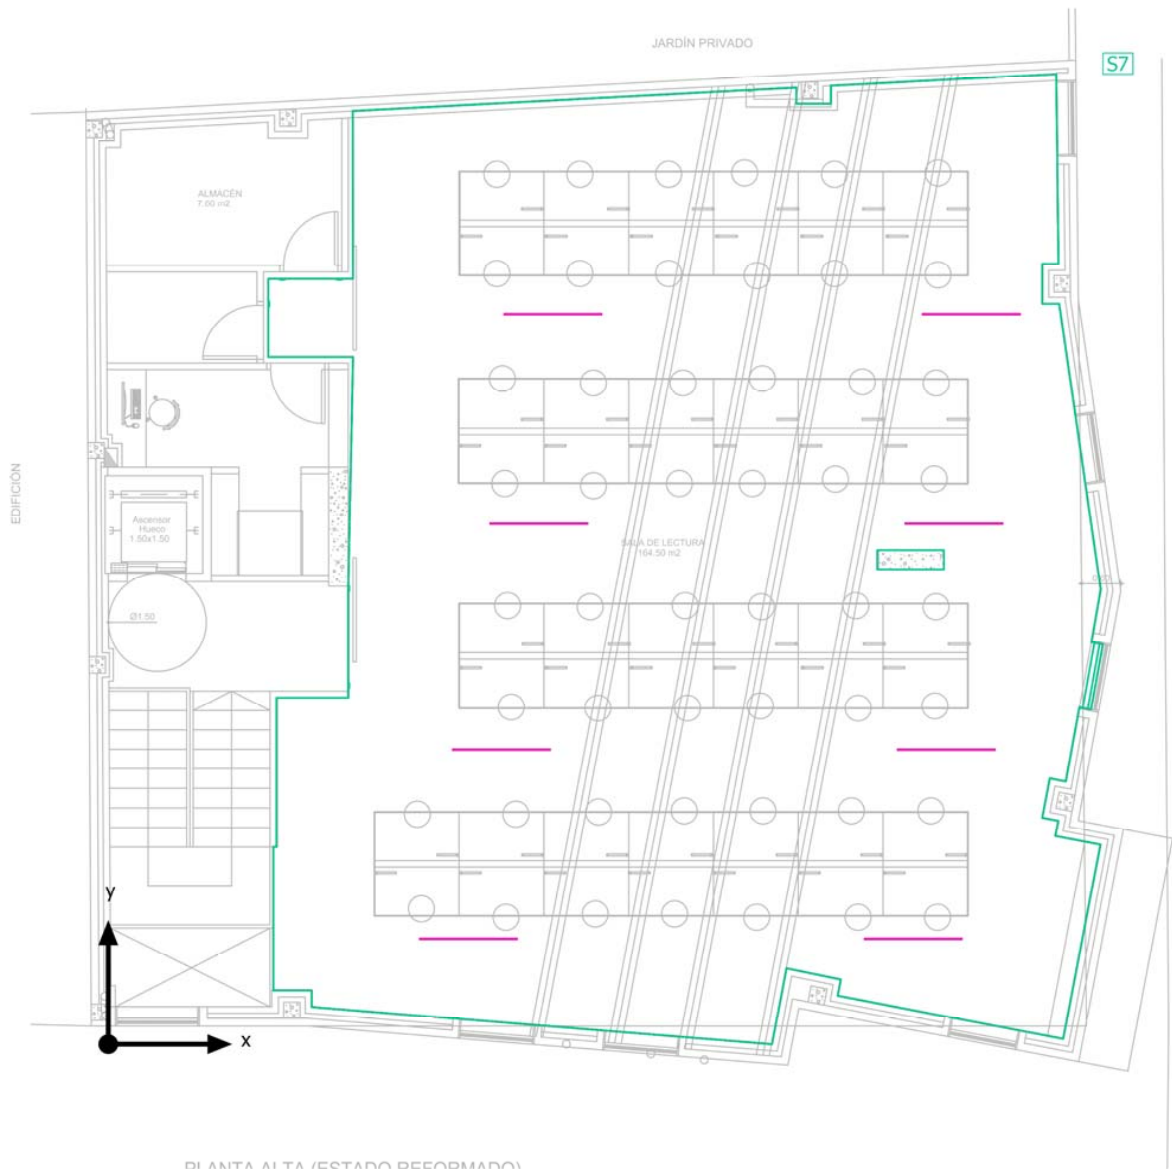 JARDÍN PRIVADO
S7
ALMACÉN
7.60 m2
EDIFICIÓN
Ascensor
Hueco
1.50x1.50
SALA DE LECTURA
164.50 m2
Ø1.50
y
x
PLANTA ALTA (ESTADO REFORMADO)